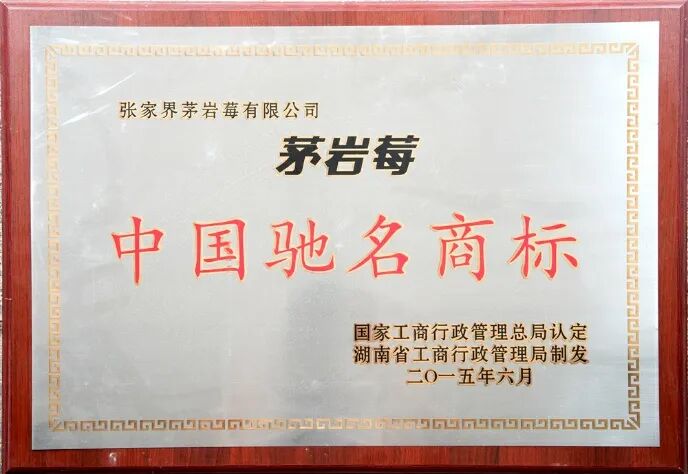 张家界茅岩莓有限公司
茅岩莓
中国驰名商标
国家工商行政管理总局认定
湖南省工商行政管理局制发
二〇一五年六月